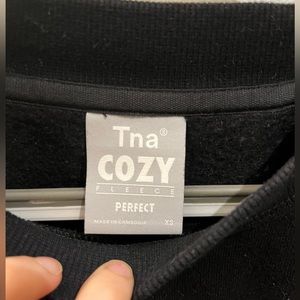 Tna®
COZY
FLEECE
PERFECT
MADE IN CAMBODIA XS